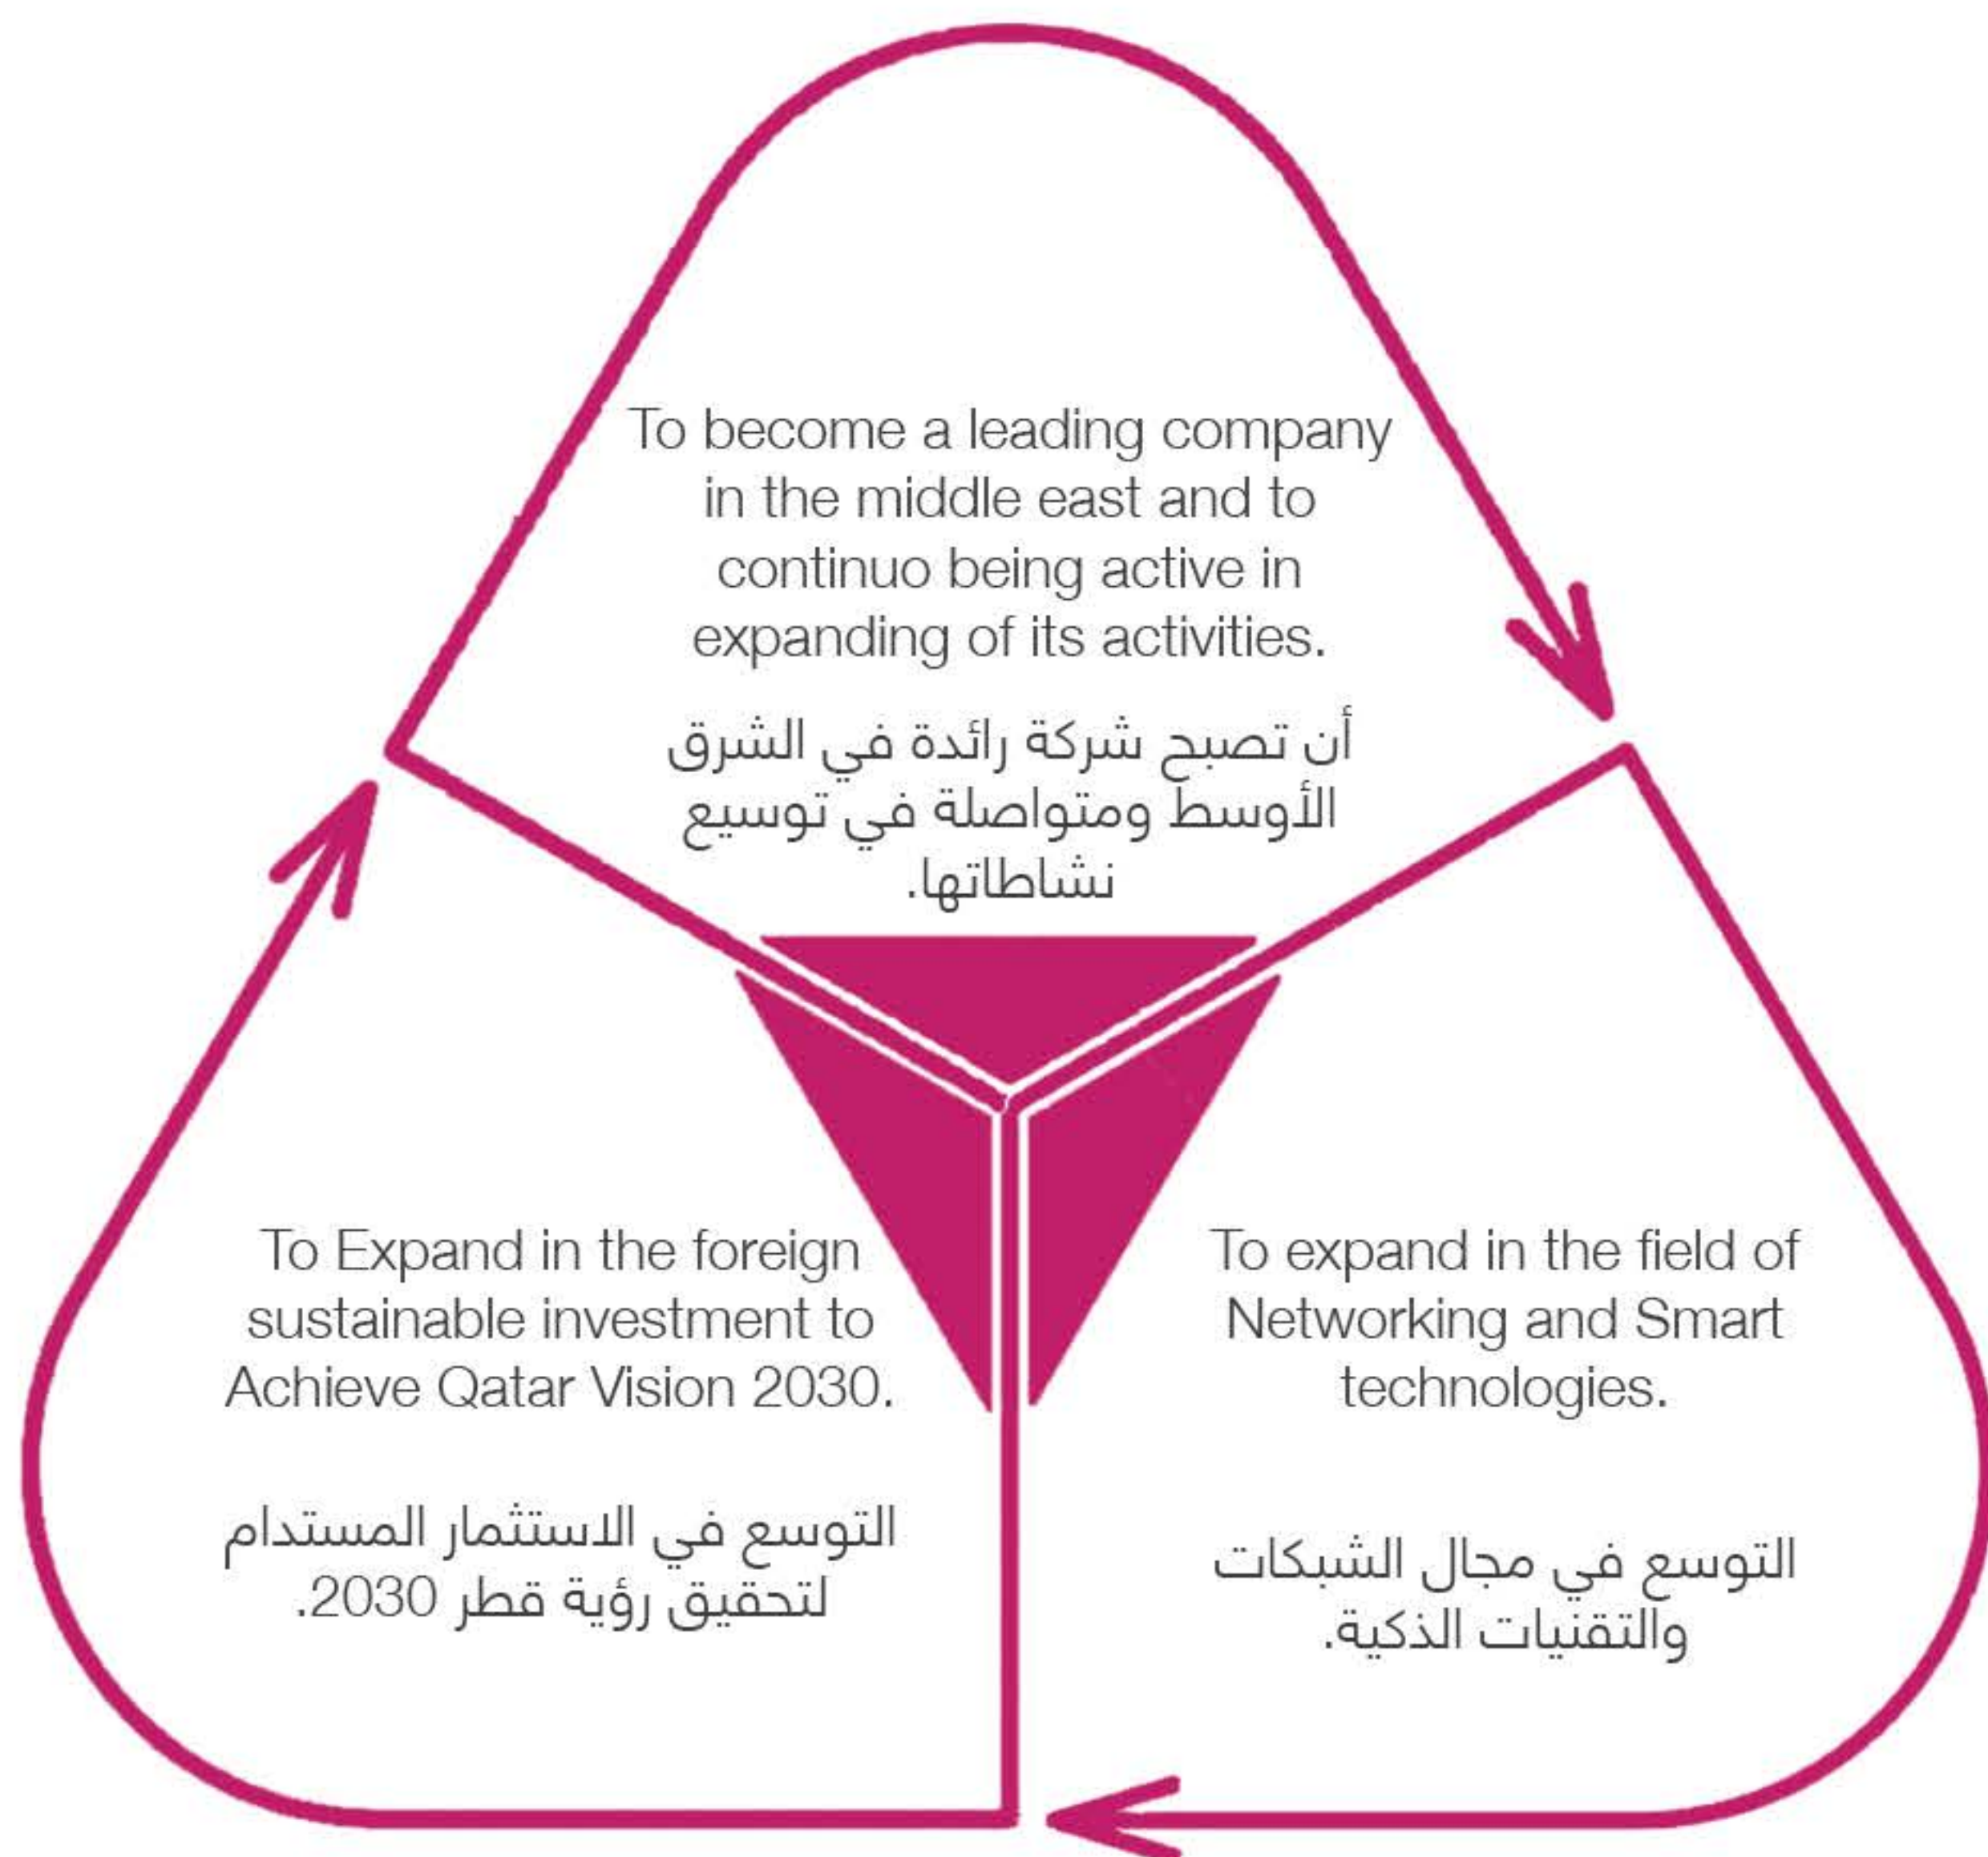 To become a leading company
in the middle east and to
continuo being active in
expanding of its activities.
أن تصبح شركة رائدة في الشرق
الأوسط ومتواصلة في توسيع
نشاطاتها.
To Expand in the foreign
sustainable investment to
Achieve Qatar Vision 2030.
التوسع في الاستثمار المستدام
لتحقيق رؤية قطر 2030.
To expand in the field of
Networking and Smart
technologies.
التوسع في مجال الشبكات
والتقنيات الذكية.